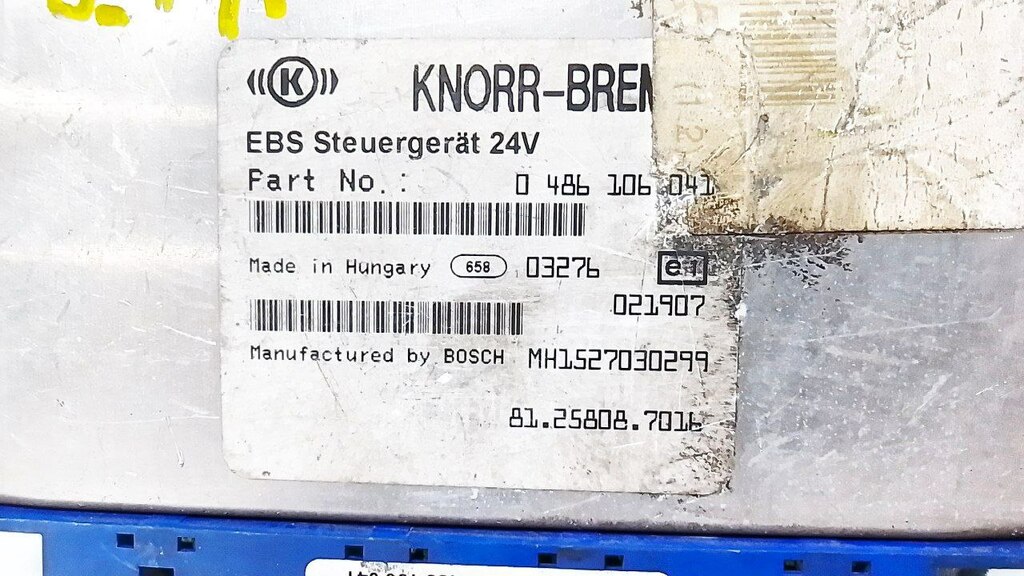 K KNORR-BREM
EBS Steuergerät 24V
Part No.: 0 486 106 041
Made in Hungary 658 03276 e1
021907
Manufactured by BOSCH MH1527030299
81.25808.7016